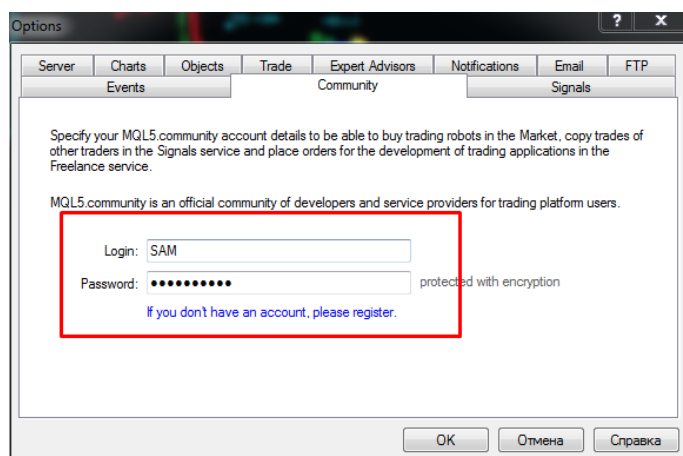 Options
Server Charts Objects Trade Expert Advisors Notifications Email FTP
Events Community Signals
Specify your MQL5.community account details to be able to buy trading robots in the Market, copy trades of
other traders in the Signals service and place orders for the development of trading applications in the
Freelance service.
MQL5.community is an official community of developers and service providers for trading platform users.
Login: SAM
Password: ●●●●●●●●●● protected with encryption
If you don't have an account, please register.
OK Отмена Справка